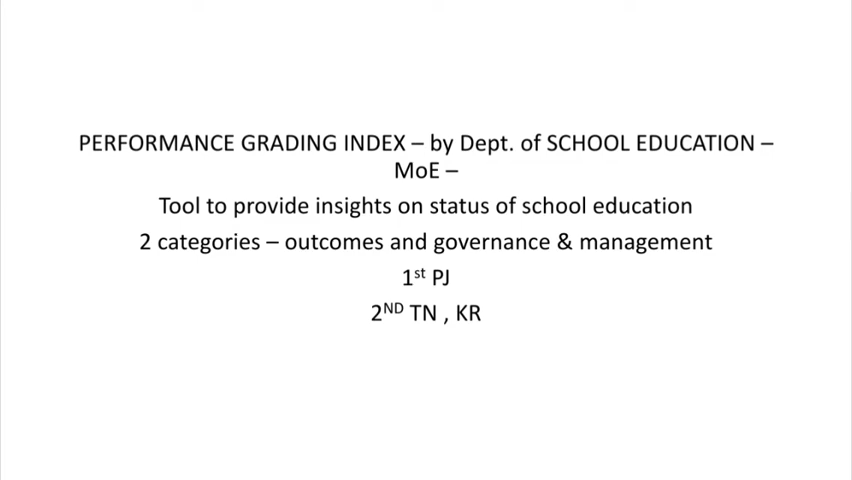 PERFORMANCE GRADING INDEX – by Dept. of SCHOOL EDUCATION –
MoE –
Tool to provide insights on status of school education
2 categories – outcomes and governance & management
1st PJ
2ND TN , KR